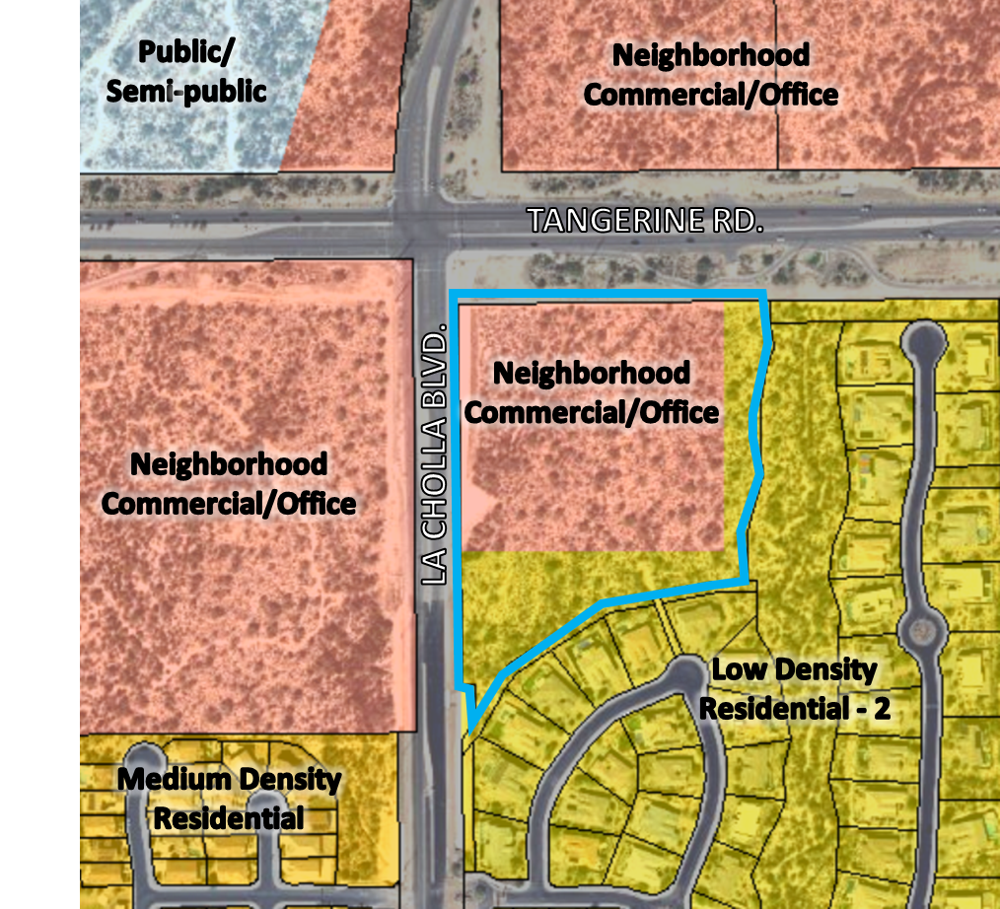 Public/
Semi-public
Neighborhood
Commercial/Office
TANGERINE RD.
LA CHOLLA BLVD.
Neighborhood
Commercial/Office
Neighborhood
Commercial/Office
Low Density
Residential - 2
Medium Density
Residential